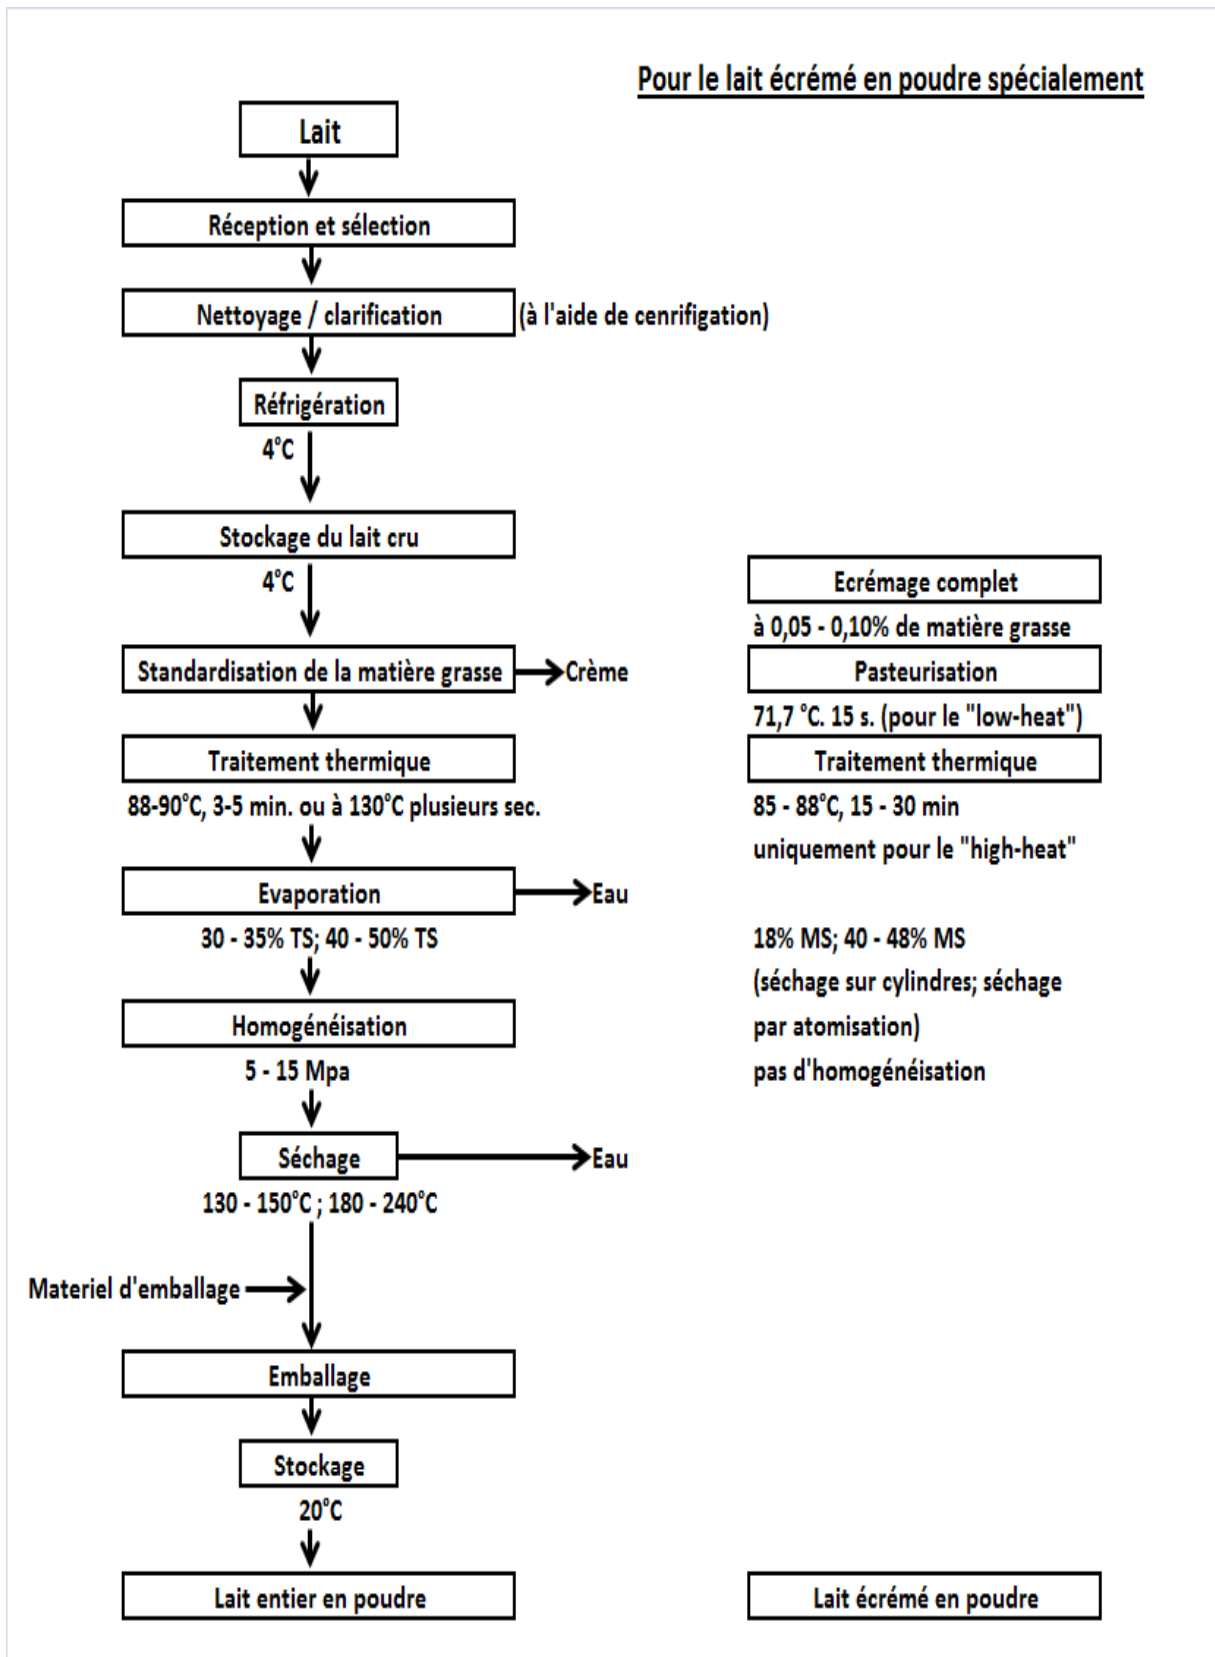 Pour le lait écrémé en poudre spécialement
Lait
Réception et sélection
Nettoyage / clarification
(à l'aide de cenrifigation)
Réfrigération
4°C
Stockage du lait cru
4°C
Ecrémage complet
à 0,05 - 0,10% de matière grasse
Standardisation de la matière grasse
Crème
Pasteurisation
71,7 °C. 15 s. (pour le "low-heat")
Traitement thermique
Traitement thermique
88-90°C, 3-5 min. ou à 130°C plusieurs sec.
85 - 88°C, 15 - 30 min
uniquement pour le "high-heat"
Evaporation
Eau
30 - 35% TS; 40 - 50% TS
18% MS; 40 - 48% MS
(séchage sur cylindres; séchage
Homogénéisation
par atomisation)
5 - 15 Mpa
pas d'homogénéisation
Séchage
Eau
130 - 150°C ; 180 - 240°C
Materiel d'emballage
Emballage
Stockage
20°C
Lait entier en poudre
Lait écrémé en poudre